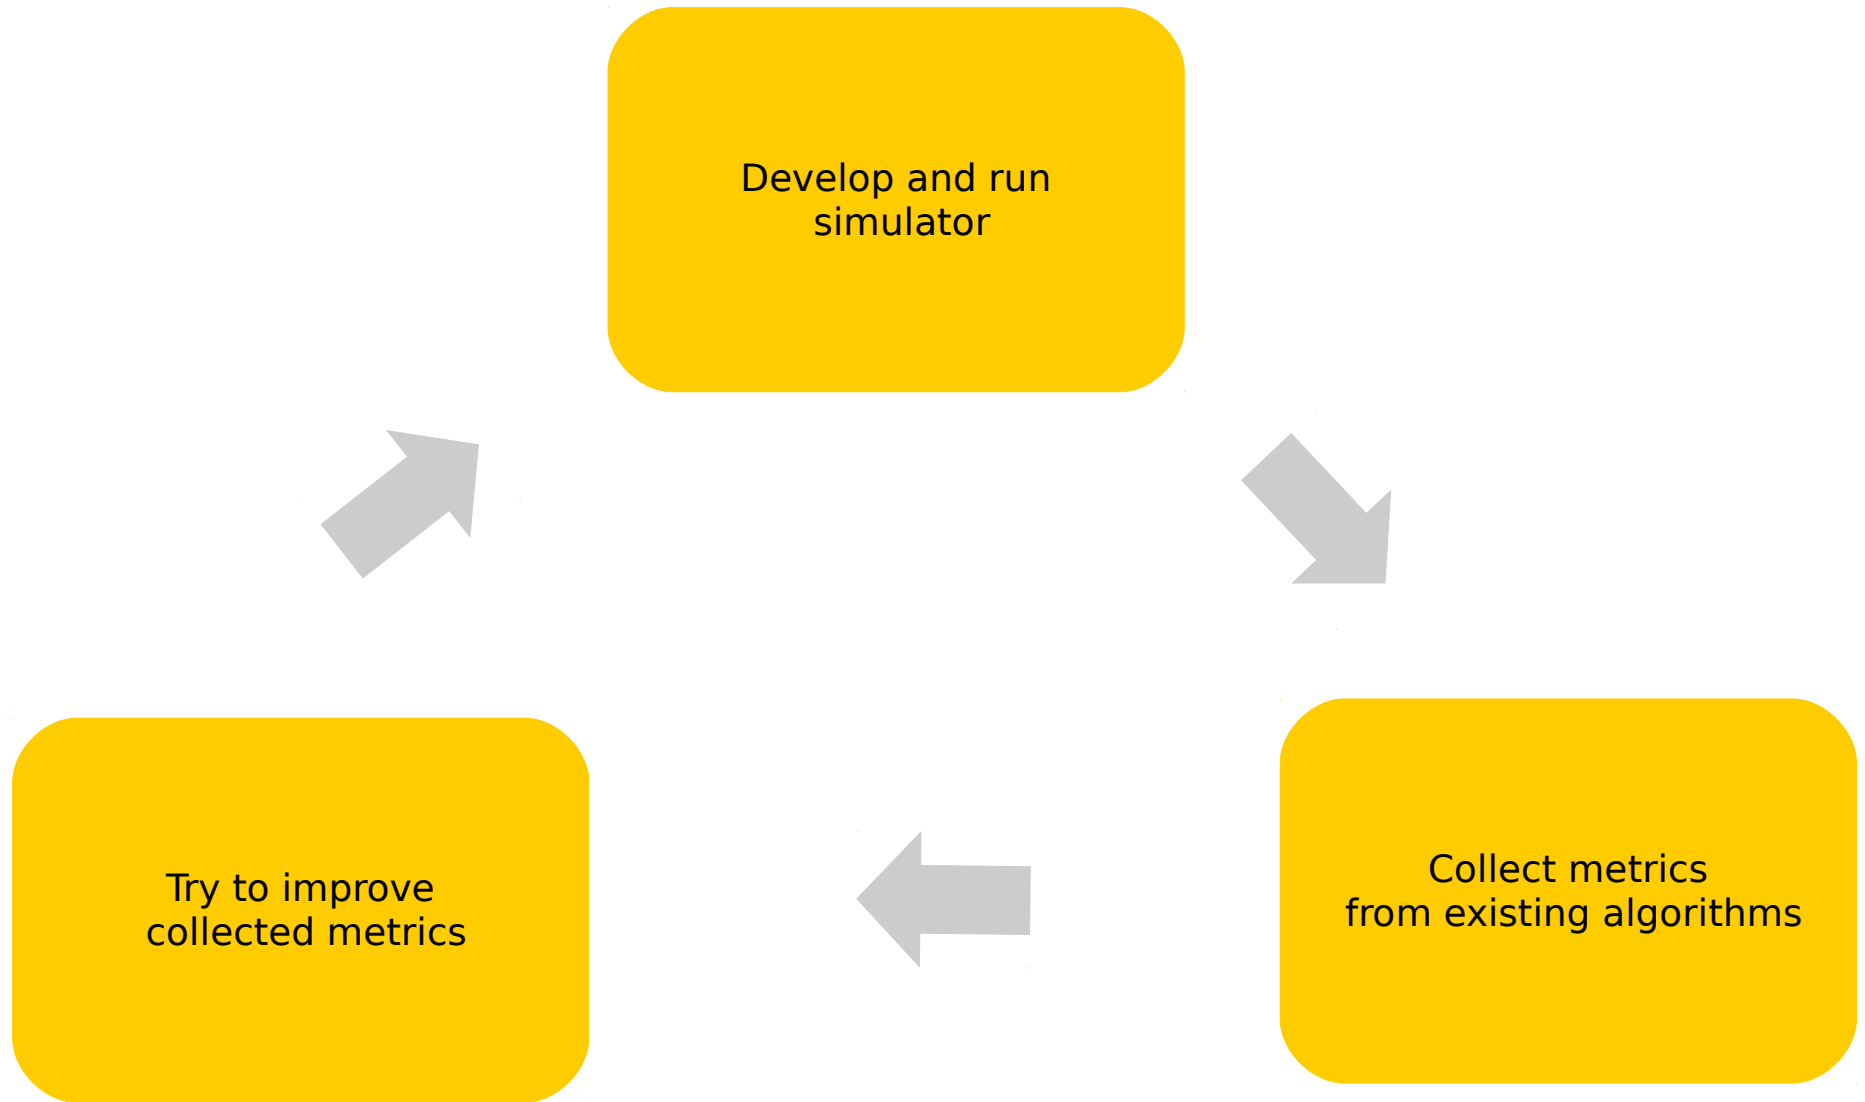 Develop and run
simulator
Try to improve
collected metrics
Collect metrics
from existing algorithms